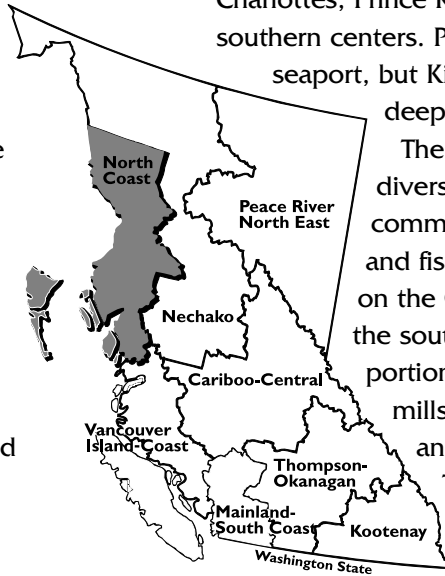 Charlottes, Prince R
southern centers. P
seaport, but Ki
deep
e
The
North
Coast
divers
Peace River
North East
comm
and fis
on the
Nechako
the sout
portion
Cariboo-Central
mills
Vancouver
Island-Coast
d
an
Thompson-
Okanagan
Mainland-
South Coast
Kootenay
Washington State